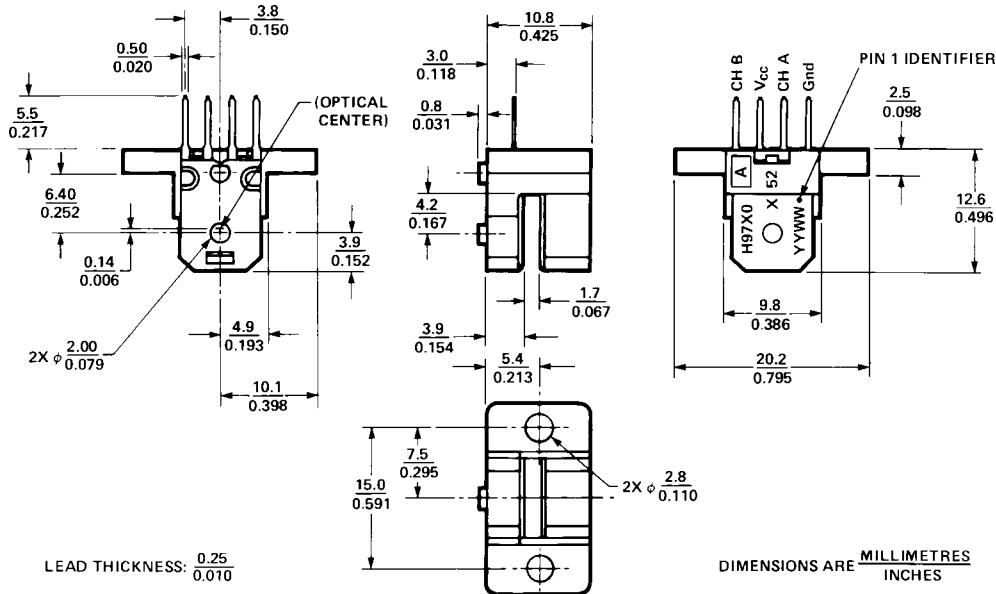 3.8
0.150
0.50
0.020
5.5
0.217
(OPTICAL
CENTER)
6.40
0.252
0.14
0.006
3.9
0.152
4.9
0.193
2X ϕ 2.00
0.079
10.1
0.398
10.8
0.425
3.0
0.118
0.8
0.031
4.2
0.167
1.7
0.067
3.9
0.154
5.4
0.213
CH B
Vcc
CH A
Gnd
PIN 1 IDENTIFIER
2.5
0.098
A
52
X
H97X0
YYWW
12.6
0.496
9.8
0.386
20.2
0.795
7.5
0.295
15.0
0.591
2X ϕ 2.8
0.110
LEAD THICKNESS: 0.25
0.010
DIMENSIONS ARE MILLIMETRES
INCHES